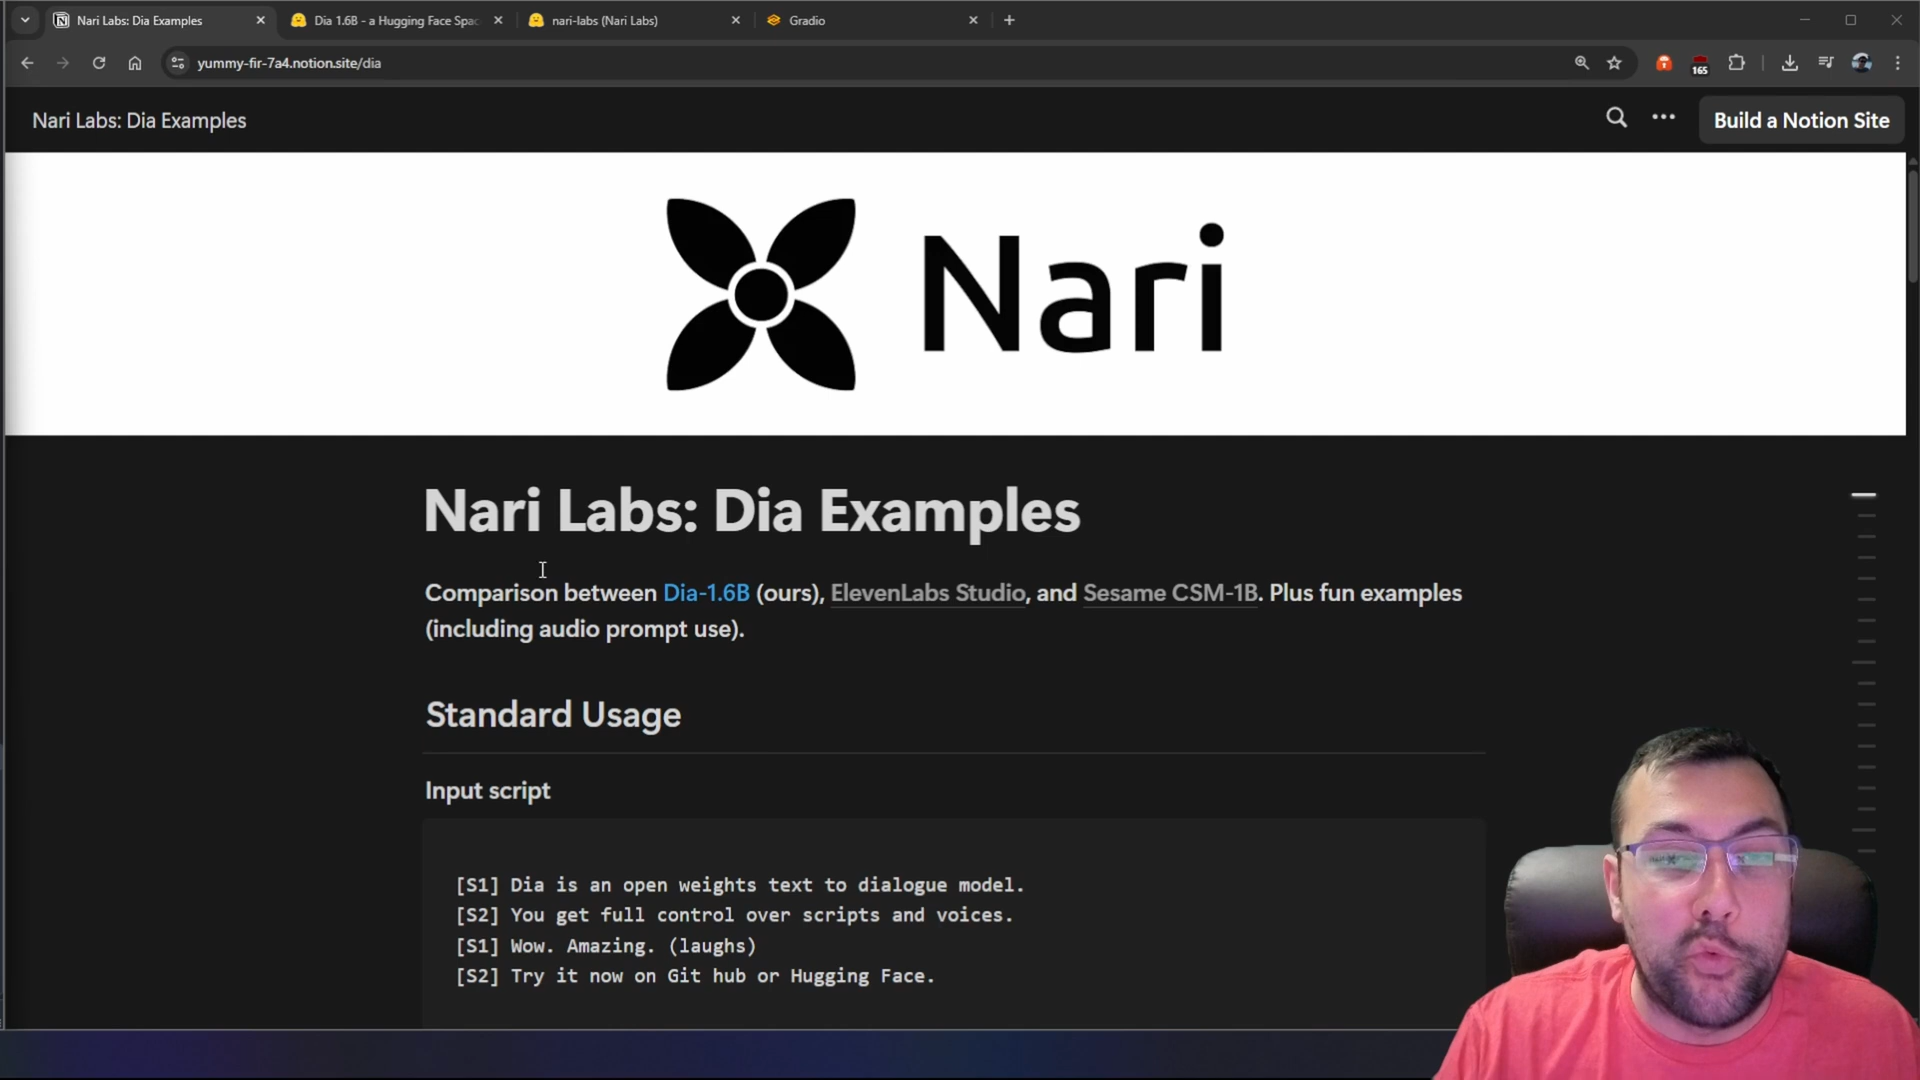 Nari Labs: Dia Examples
Dia 1.6B - a Hugging Face Spac
nari-labs (Nari Labs)
Gradio
yummy-fir-7a4.notion.site/dia
165
Nari Labs: Dia Examples
Build a Notion Site
Nari
Nari Labs: Dia Examples
Comparison between Dia-1.6B (ours), ElevenLabs Studio, and Sesame CSM-1B. Plus fun examples
(including audio prompt use).
Standard Usage
Input script
[S1] Dia is an open weights text to dialogue model.
[S2] You get full control over scripts and voices.
[S1] Wow. Amazing. (laughs)
[S2] Try it now on Git hub or Hugging Face.